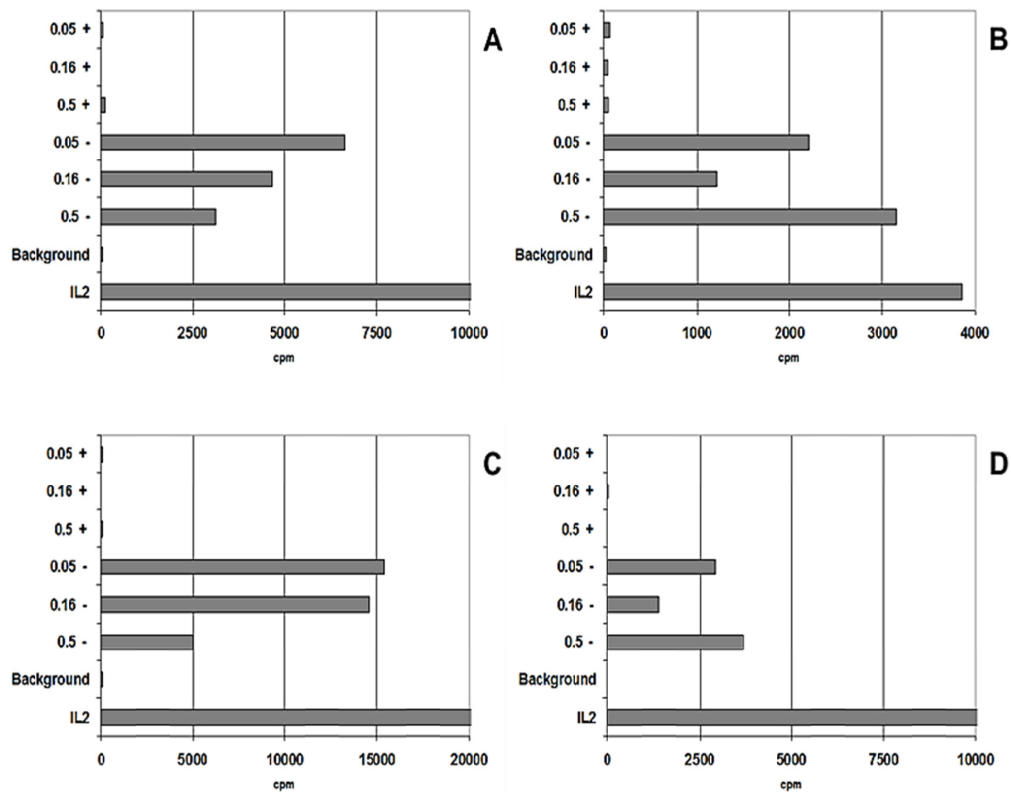 A
0.05 +
0.16 +
0.5 +
0.05 -
0.16 -
0.5 -
Background
IL2
0 2500 5000 7500 10000
cpm
B
0.05 +
0.16 +
0.5 +
0.05 -
0.16 -
0.5 -
Background
IL2
0 1000 2000 3000 4000
cpm
C
0.05 +
0.16 +
0.5 +
0.05 -
0.16 -
0.5 -
Background
IL2
0 5000 10000 15000 20000
cpm
D
0.05 +
0.16 +
0.5 +
0.05 -
0.16 -
0.5 -
Background
IL2
0 2500 5000 7500 10000
cpm